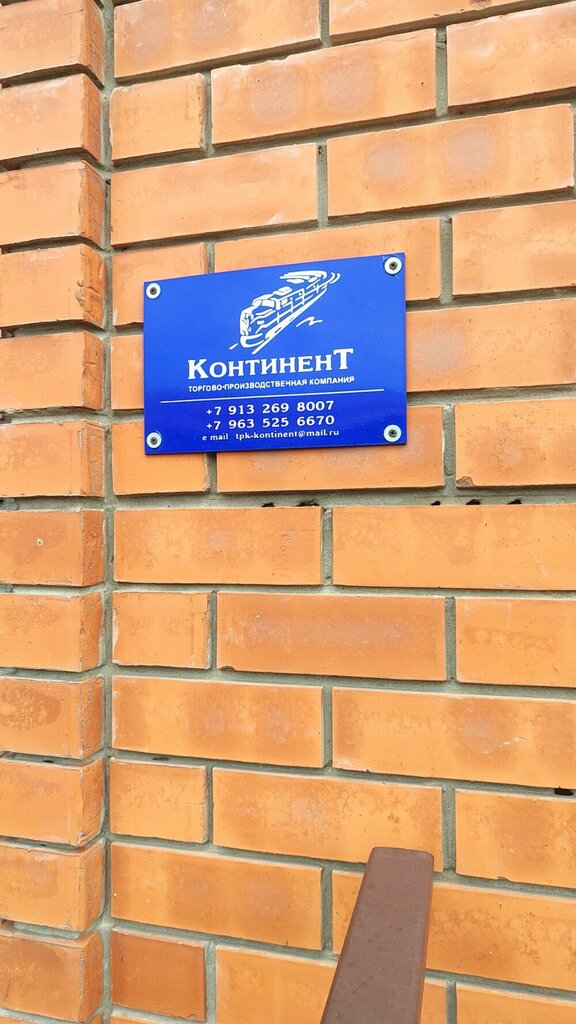 КонтиненТ
ТОРГОВО-ПРОИЗВОДСТВЕННАЯ КОМПАНИЯ
+7 913 269 8007
+7 963 525 6670
e mail tpk-kontinent@mail.ru